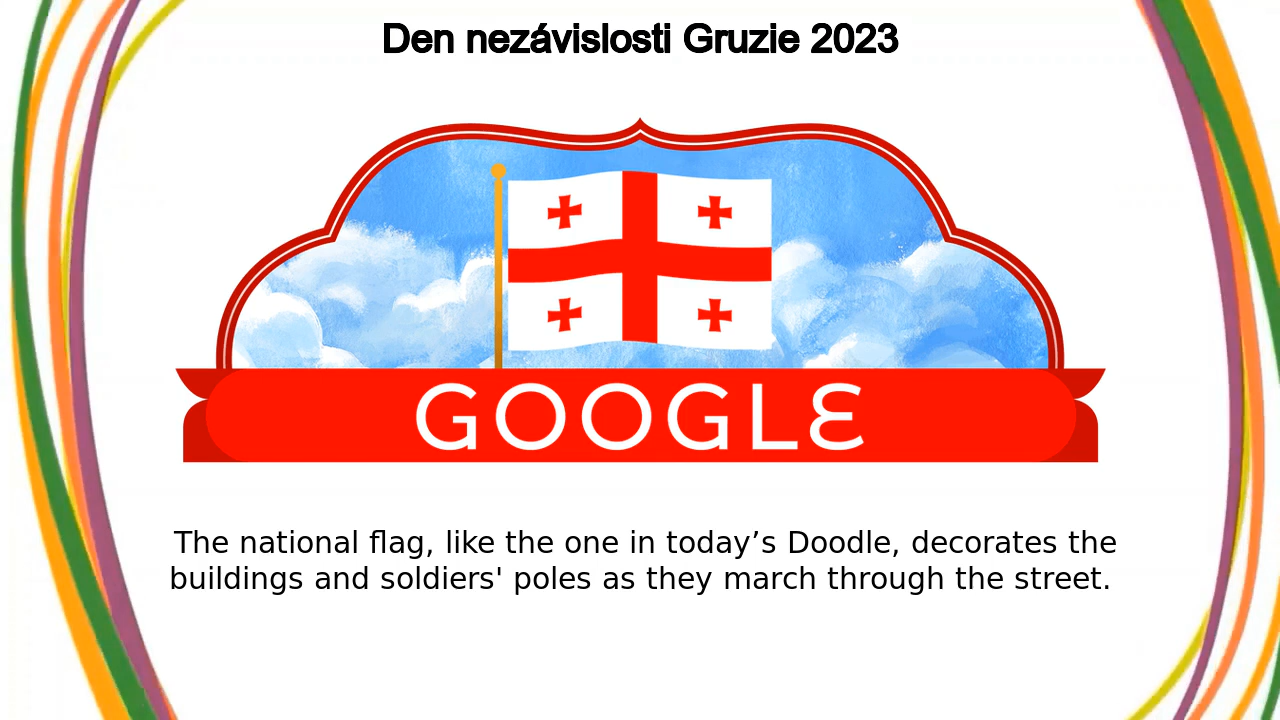 Den nezávislosti Gruzie 2023
GOOGLE
The national flag, like the one in today’s Doodle, decorates the
buildings and soldiers' poles as they march through the street.